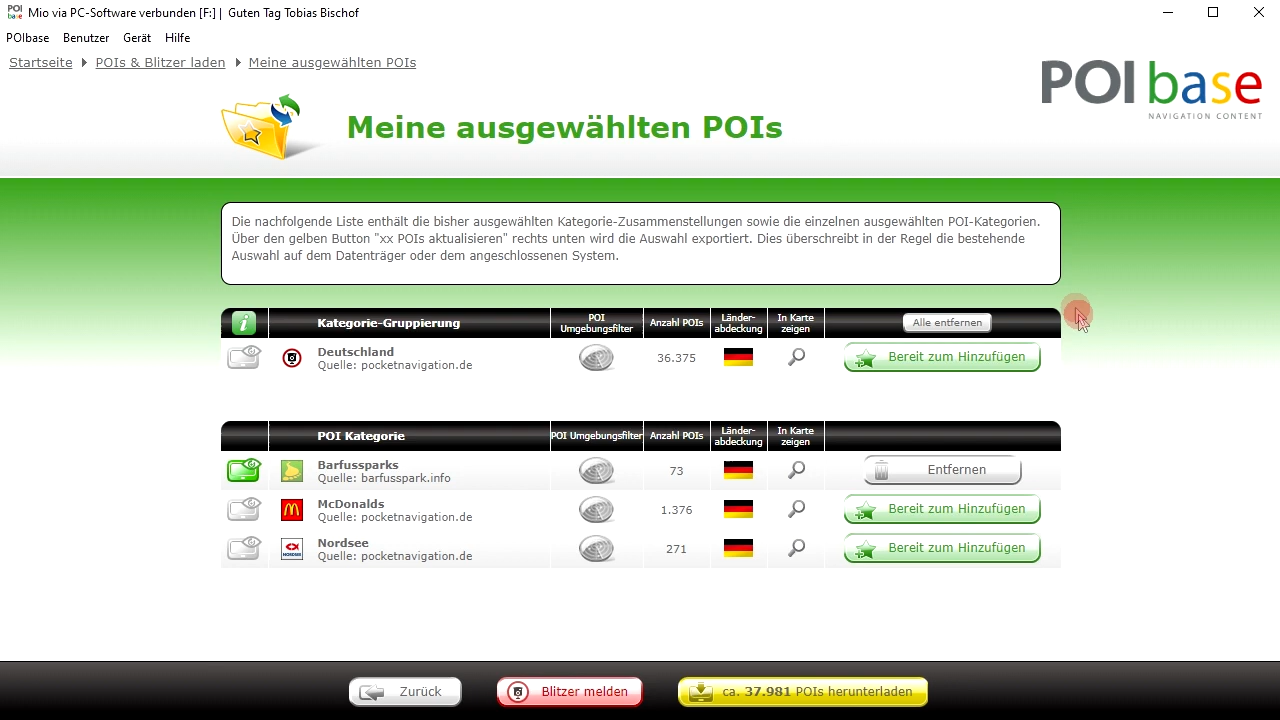 POI base Mio via PC-Software verbunden [F:] | Guten Tag Tobias Bischof
POIbase Benutzer Gerät Hilfe
Startseite POIs & Blitzer laden Meine ausgewählten POIs
POI base
NAVIGATION CONTENT
Meine ausgewählten POIs
Die nachfolgende Liste enthält die bisher ausgewählten Kategorie-Zusammenstellungen sowie die einzelnen ausgewählten POI-Kategorien.
Über den gelben Button "xx POIs aktualisieren" rechts unten wird die Auswahl exportiert. Dies überschreibt in der Regel die bestehende
Auswahl auf dem Datenträger oder dem angeschlossenen System.
i Kategorie-Gruppierung POI Umgebungsfilter Anzahl POIs Länder-abdeckung In Karte zeigen Alle entfernen
Deutschland
Quelle: pocketnavigation.de
36.375
Bereit zum Hinzufügen
POI Kategorie POI Umgebungsfilter Anzahl POIs Länder-abdeckung In Karte zeigen
Barfussparks
Quelle: barfusspark.info
73
Entfernen
McDonalds
Quelle: pocketnavigation.de
1.376
Bereit zum Hinzufügen
NORDSEE
Nordsee
Quelle: pocketnavigation.de
271
Bereit zum Hinzufügen
Zurück Blitzer melden ca. 37.981 POIs herunterladen